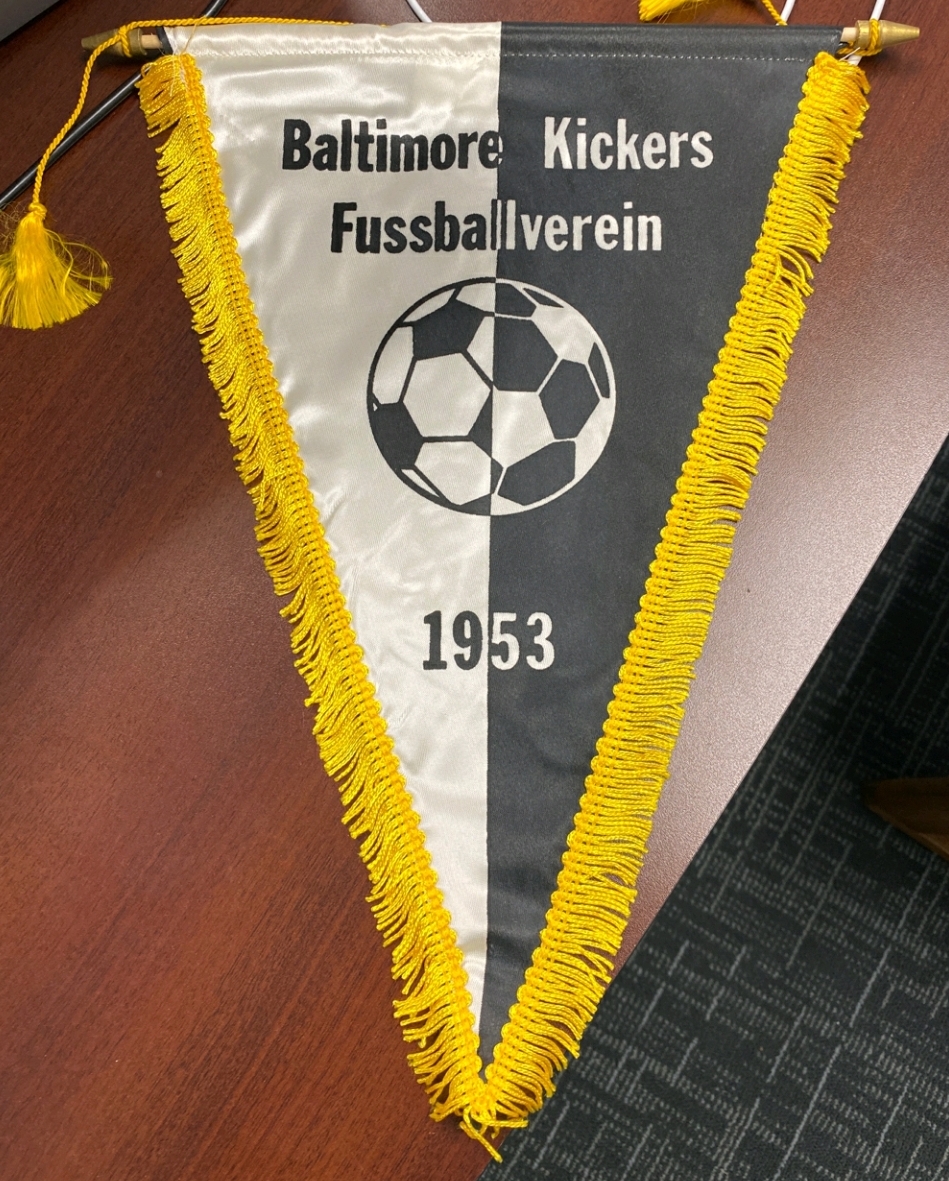 Baltimore Kickers
Fussballverein
1953